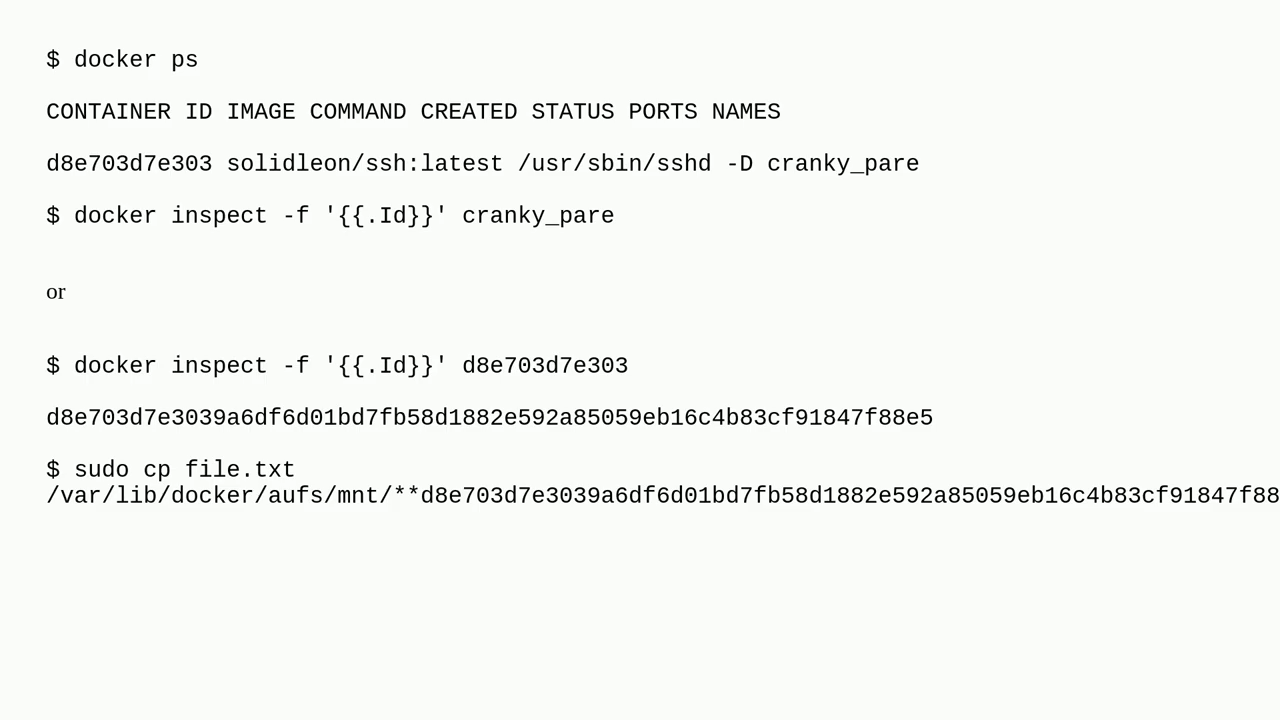 $ docker ps
CONTAINER ID IMAGE COMMAND CREATED STATUS PORTS NAMES
d8e703d7e303 solidleon/ssh:latest /usr/sbin/sshd -D cranky_pare
$ docker inspect -f '{{.Id}}' cranky_pare
or
$ docker inspect -f '{{.Id}}' d8e703d7e303
d8e703d7e3039a6df6d01bd7fb58d1882e592a85059eb16c4b83cf91847f88e5
$ sudo cp file.txt
/var/lib/docker/aufs/mnt/**d8e703d7e3039a6df6d01bd7fb58d1882e592a85059eb16c4b83cf91847f88